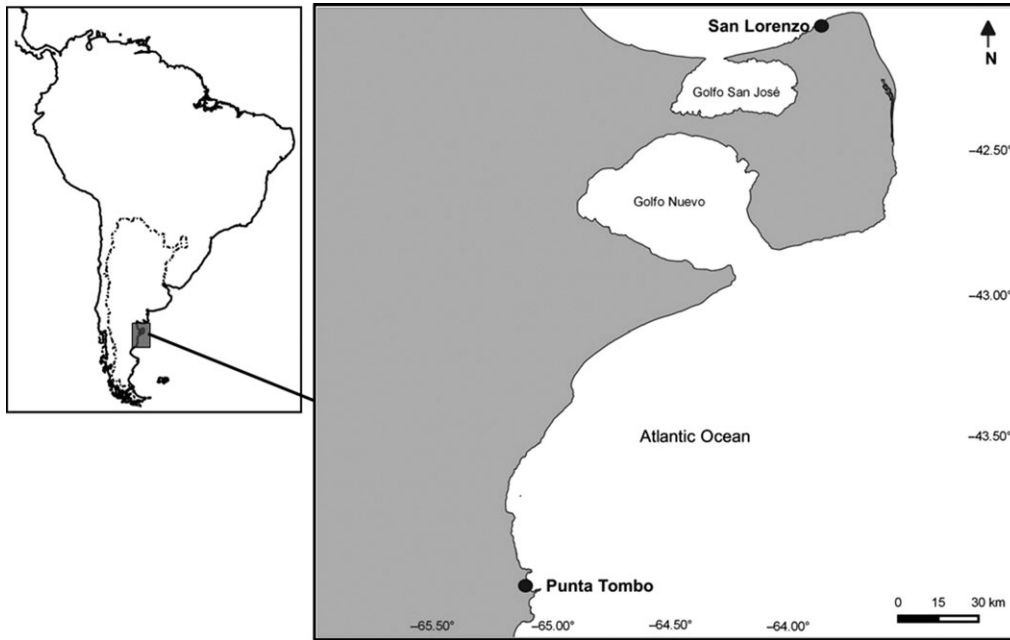 San Lorenzo
N
Golfo San José
–42.50°
Golfo Nuevo
–43.00°
Atlantic Ocean
–43.50°
Punta Tombo
0 15 30 km
–65.50° –65.00° –64.50° –64.00°